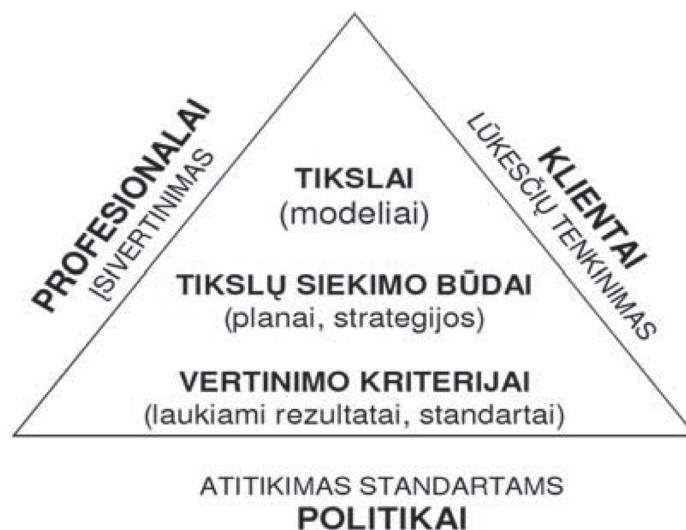 PROFESIONALAI
ĮSIVERTINIMAS
KLIENTAI
LŪKESČIŲ TENKINIMAS
TIKSLAI
(modeliai)
TIKSLŲ SIEKIMO BŪDAI
(planai, strategijos)
VERTINIMO KRITERIJAI
(laukiami rezultatai, standartai)
ATITIKIMAS STANDARTAMS
POLITIKAI